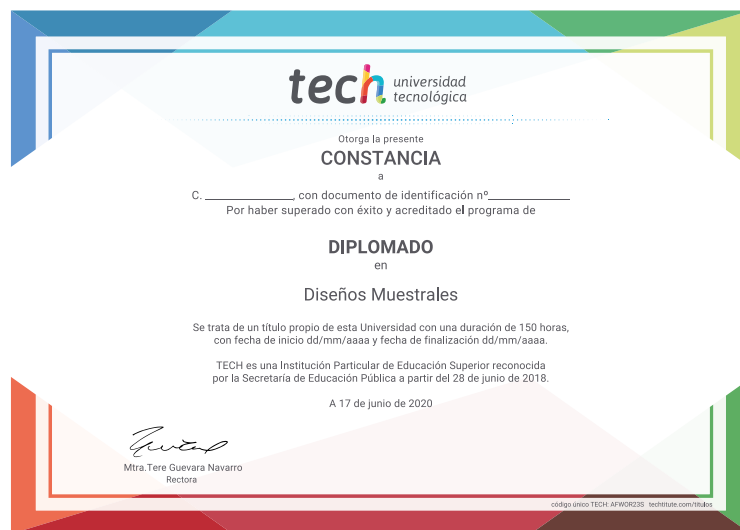 tech universidad
tecnológica
Otorga la presente
CONSTANCIA
a
C. ______________, con documento de identificación nº______________
Por haber superado con éxito y acreditado el programa de
DIPLOMADO
en
Diseños Muestrales
Se trata de un título propio de esta Universidad con una duración de 150 horas,
con fecha de inicio dd/mm/aaaa y fecha de finalización dd/mm/aaaa.
TECH es una Institución Particular de Educación Superior reconocida
por la Secretaría de Educación Pública a partir del 28 de junio de 2018.
A 17 de junio de 2020
Mtra.Tere Guevara Navarro
Rectora
código único TECH: AFWOR23S techtitute.com/titulos